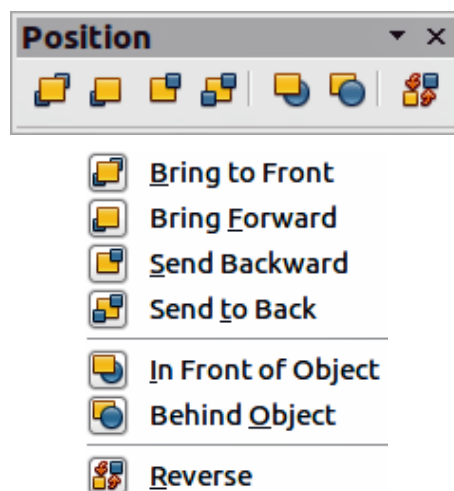 Position
Bring to Front
Bring Forward
Send Backward
Send to Back
In Front of Object
Behind Object
Reverse